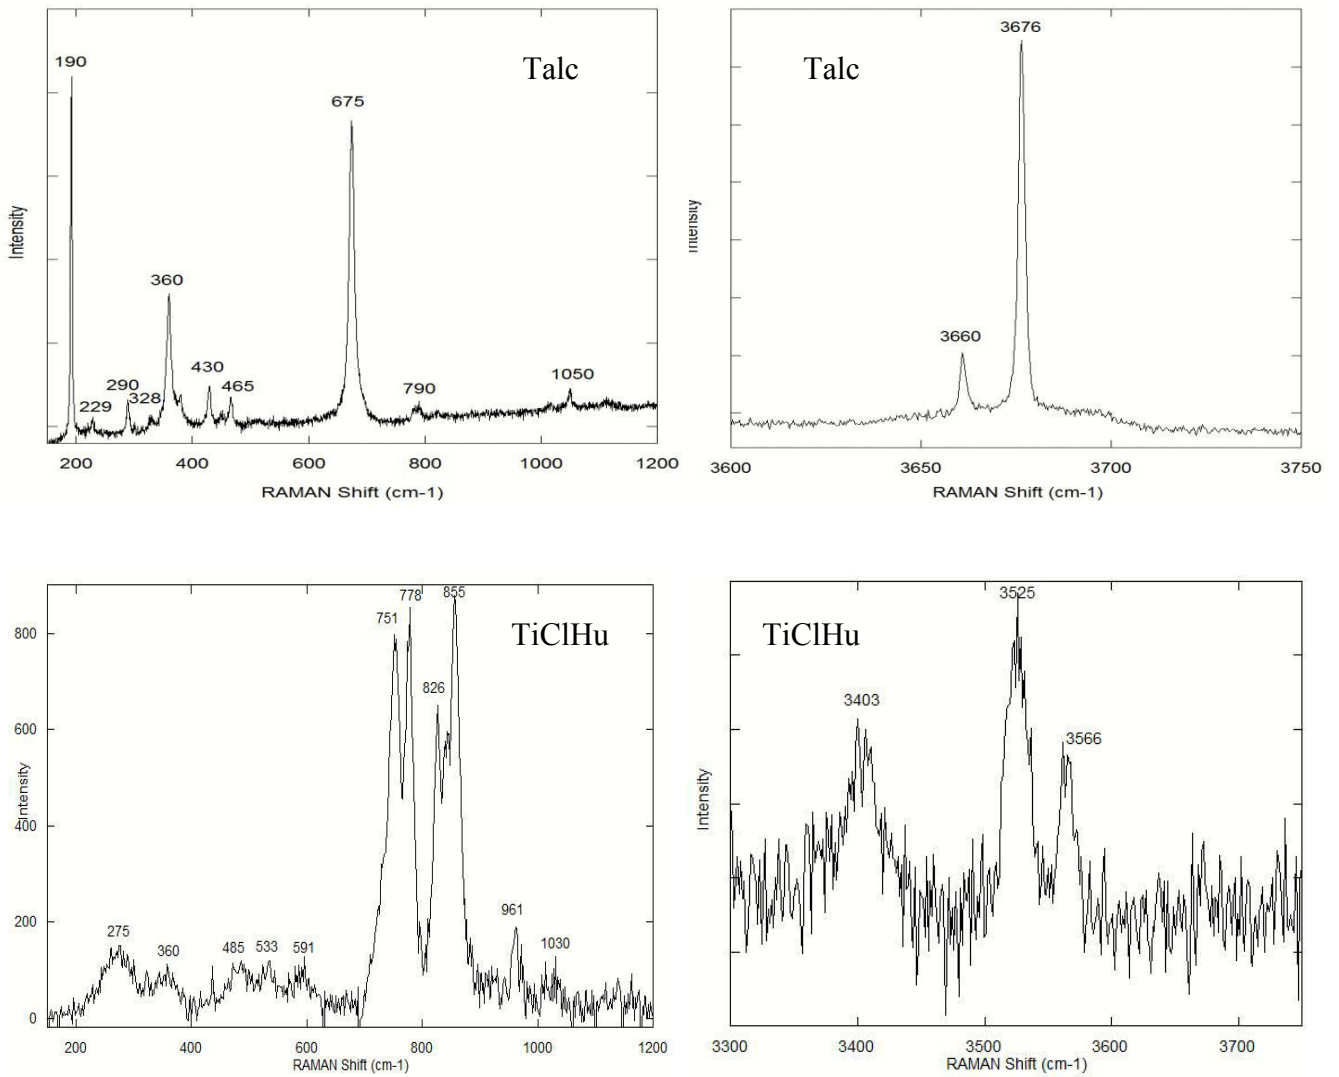 Talc
190
675
360
430
290
465
328
229
790
1050
Intensity
200 400 600 800 1000 1200
RAMAN Shift (cm-1)
Talc
3676
3660
Intensity
3600 3650 3700 3750
RAMAN Shift (cm-1)
TiClHu
778
855
751
826
961
275
360
485
533
591
1030
800
600
400
200
0
Intensity
200 400 600 800 1000 1200
RAMAN Shift (cm-1)
TiClHu
3525
3403
3566
Intensity
3300 3400 3500 3600 3700
RAMAN Shift (cm-1)